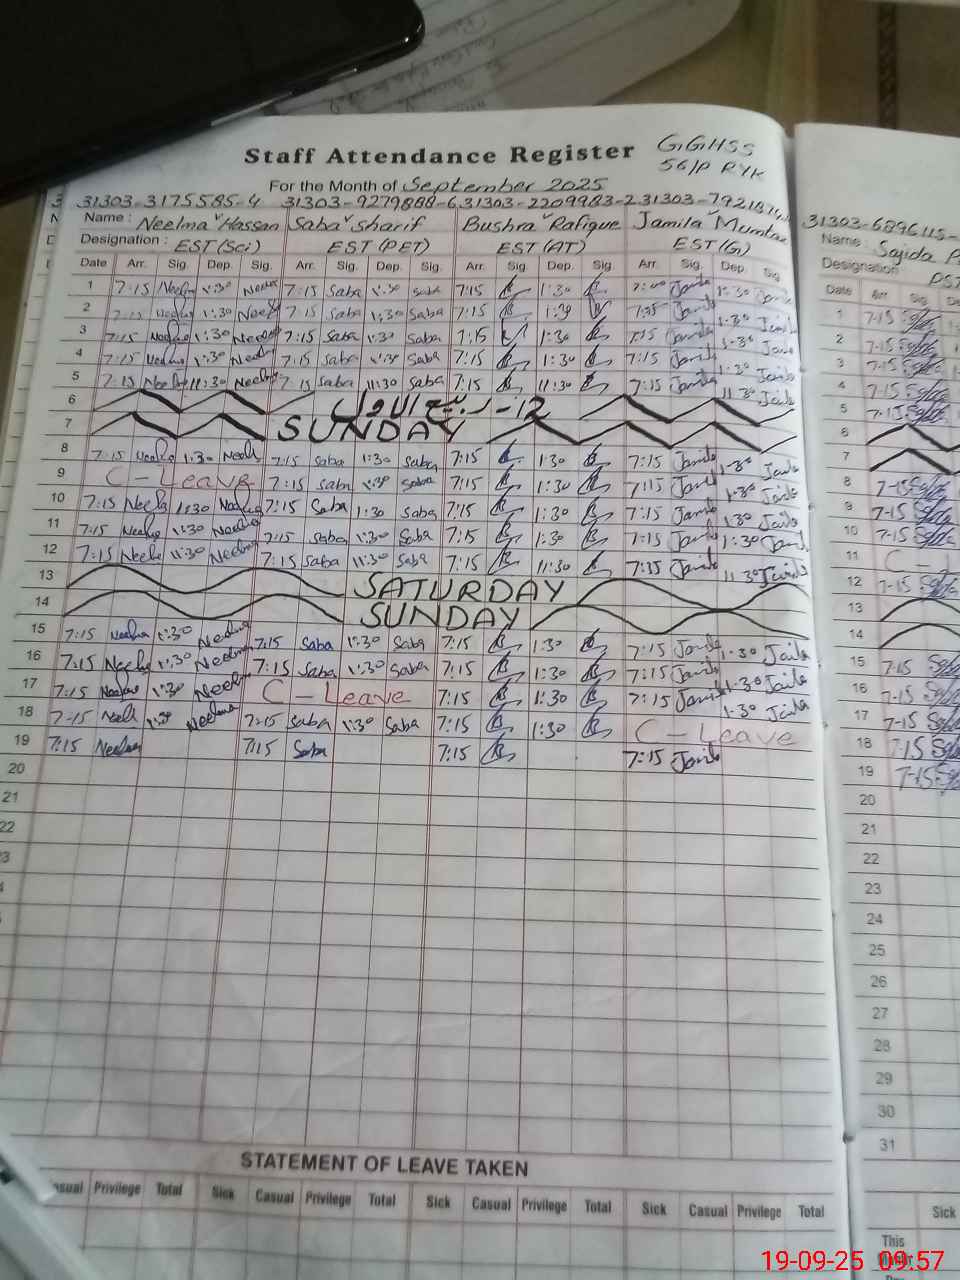 Staff Attendance Register GGHSS
56/P RYK
For the Month of September 2025
31303-3175585-4 31303-9279888-6 31303-2209983-2 31303-7921874
Name : Neelma Hassan Saba Sharif Bushra Rafique Jamila Mumtaz
Designation : EST (Sci) EST (PET) EST (AT) EST (G)
Date Arr. Sig. Dep. Sig. Arr. Sig. Dep. Sig. Arr. Sig. Dep. Sig. Arr. Sig. Dep. Sig.
1 7:15 Neelma 1:30 Neelma 7:15 Saba 1:30 Saba 7:15 1:30 Jamila 1:30 Jamila
2 7:15 Neelma 1:30 Neelma 7:15 Saba 1:30 Saba 7:15 1:30 Jamila 1:30 Jamila
3 7:15 Neelma 1:30 Neelma 7:15 Saba 1:30 Saba 7:15 1:30 7:15 Jamila 1:30 Jamila
4 7:15 Neelma 1:30 Neelma 7:15 Saba 1:30 Saba 7:15 1:30 7:15 Jamila 1:30 Jamila
5 7:15 Neelma 11:30 Neelma 7:15 Saba 11:30 Saba 7:15 11:30 7:15 Jamila 11:30 Jamila
6
7 SUNDAY
8 7:15 Neelma 1:30 Neelma 7:15 Saba 1:30 Saba 7:15 1:30 7:15 Jamila 1:30 Jamila
9 C - Leave 7:15 Saba 1:30 Saba 7:15 1:30 7:15 Jamila 1:30 Jamila
10 7:15 Neelma 1:30 Neelma 7:15 Saba 1:30 Saba 7:15 1:30 7:15 Jamila 1:30 Jamila
11 7:15 Neelma 1:30 Neelma 7:15 Saba 1:30 Saba 7:15 1:30 7:15 Jamila 1:30 Jamila
12 7:15 Neelma 11:30 Neelma 7:15 Saba 11:30 Saba 7:15 11:30 7:15 Jamila 11:30 Jamila
13 SATURDAY
14 SUNDAY
15 7:15 Neelma 1:30 Neelma 7:15 Saba 1:30 Saba 7:15 1:30 7:15 Jamila 1:30 Jamila
16 7:15 Neelma 1:30 Neelma 7:15 Saba 1:30 Saba 7:15 1:30 7:15 Jamila 1:30 Jamila
17 7:15 Neelma 1:30 Neelma C - Leave 7:15 1:30 7:15 Jamila 1:30 Jamila
18 7:15 Neelma 1:30 Neelma 7:15 Saba 1:30 Saba 7:15 1:30 C - Leave
19 7:15 Neelma 7:15 Saba 7:15 7:15 Jamila
20
21
22
STATEMENT OF LEAVE TAKEN
Privilege Total Sick Casual Privilege Total Sick Casual Privilege Total Sick Casual Privilege Total
31303-6896115-
Name : Sajida
Designation
Date Arr Sig
1 7-15
2 7-15
3 7-15
4 7-15
5
6
7
8 7-15
9 7-15
10 7-15
11 C -
12 7-15
13
14
15 7-15
16 7-15
17 7-15
18 7-15
19 7-15
20
21
22
23
24
25
26
27
28
29
30
31
Sick
This
19-09-25 09:57